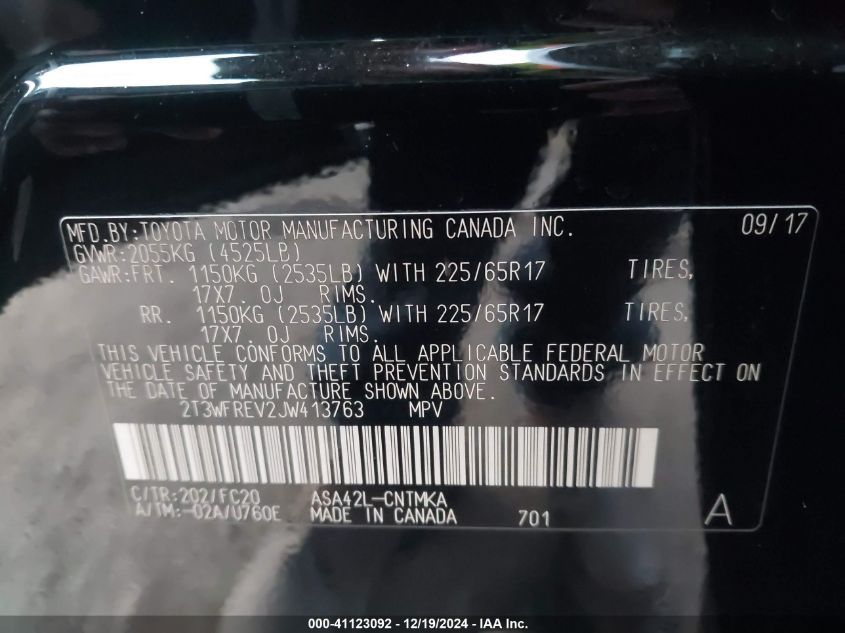 MFD.BY:TOYOTA MOTOR MANUFACTURING CANADA INC. 09/17
GVWR:2055KG (4525LB)
GAWR:FRT. 1150KG (2535LB) WITH 225/65R17 TIRES,
17X7.0J RIMS.
RR. 1150KG (2535LB) WITH 225/65R17 TIRES,
17X7.0J RIMS.
THIS VEHICLE CONFORMS TO ALL APPLICABLE FEDERAL MOTOR
VEHICLE SAFETY AND THEFT PREVENTION STANDARDS IN EFFECT ON
THE DATE OF MANUFACTURE SHOWN ABOVE.
2T3WFREV2JW413763 MPV
C/TR:202/FC20 ASA42L-CNTMKA
A/TM:-02A/U760E MADE IN CANADA 701 A
000-41123092 - 12/19/2024 - IAA Inc.